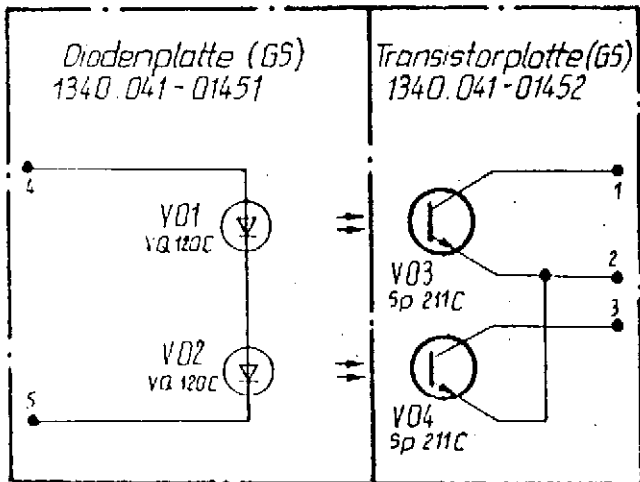 Diodenplatte (GS)
1340.041-01451
4
V01
VQ 120C
V02
VQ 120C
5
Transistorplatte (GS)
1340.041-01452
1
V03
Sp 211C
2
3
V04
Sp 211C